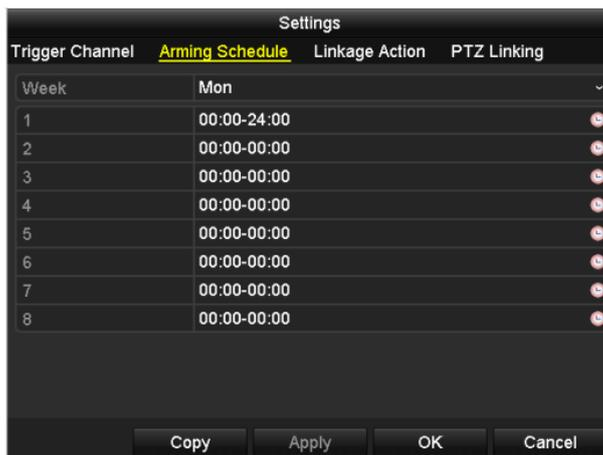 Settings
Trigger Channel Arming Schedule Linkage Action PTZ Linking
Week Mon
1 00:00-24:00
2 00:00-00:00
3 00:00-00:00
4 00:00-00:00
5 00:00-00:00
6 00:00-00:00
7 00:00-00:00
8 00:00-00:00
Copy Apply OK Cancel